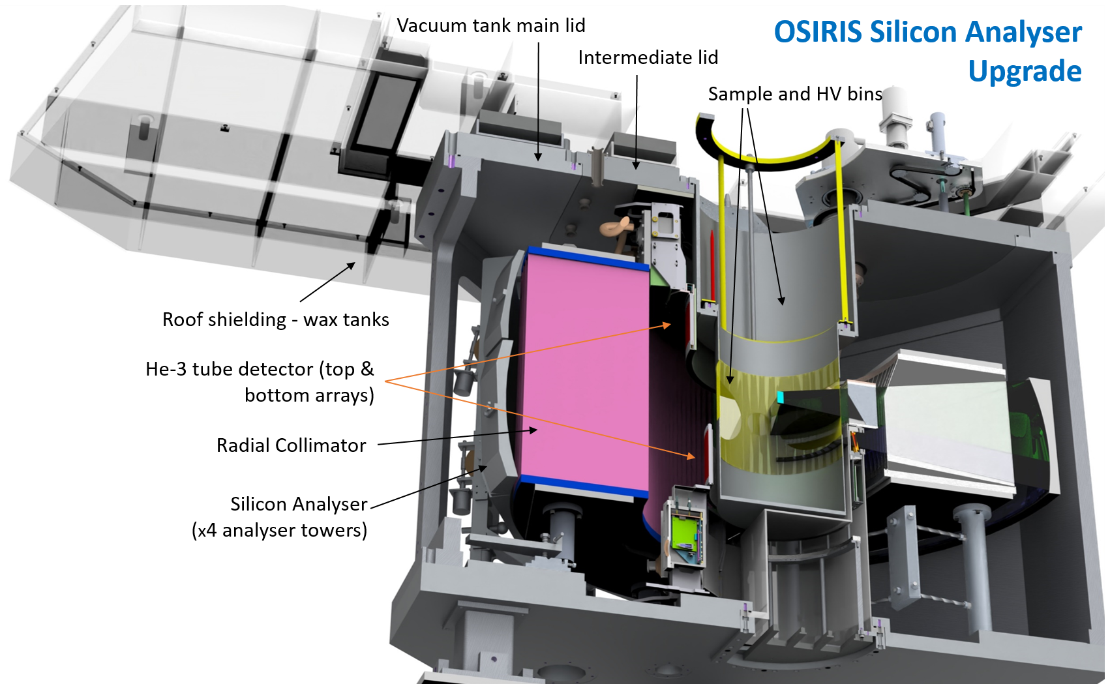 OSIRIS Silicon Analyser
Upgrade
Vacuum tank main lid
Intermediate lid
Sample and HV bins
Roof shielding - wax tanks
He-3 tube detector (top &
bottom arrays)
Radial Collimator
Silicon Analyser
(x4 analyser towers)